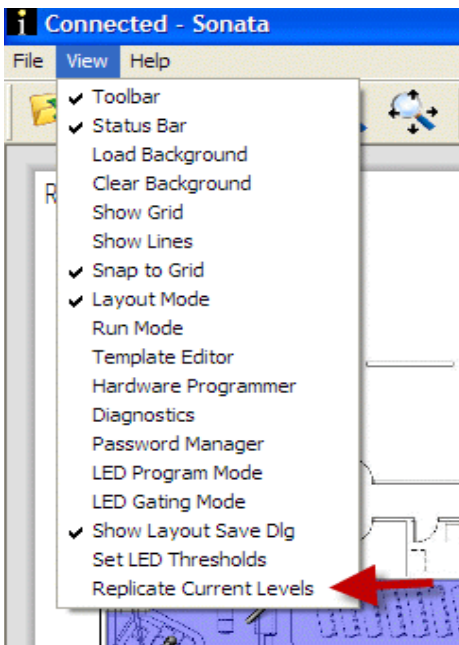 i Connected - Sonata
File View Help
Toolbar
Status Bar
Load Background
Clear Background
Show Grid
Show Lines
Snap to Grid
Layout Mode
Run Mode
Template Editor
Hardware Programmer
Diagnostics
Password Manager
LED Program Mode
LED Gating Mode
Show Layout Save Dlg
Set LED Thresholds
Replicate Current Levels
R